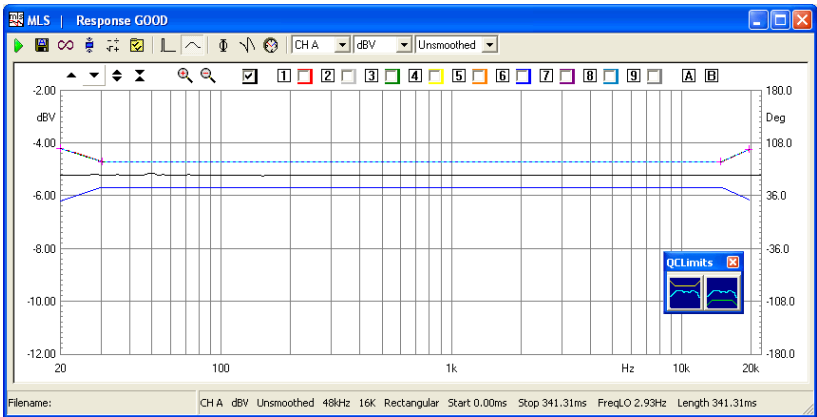 MLS | Response GOOD
CH A dBV Unsmoothed
1 2 3 4 5 6 7 8 9 A B
-2.00 180.0
dBV Deg
-4.00 108.0
-6.00 36.0
-8.00 -36.0
QCLimits
-10.00 -108.0
-12.00 -180.0
20 100 1k Hz 10k 20k
Filename: CH A dBV Unsmoothed 48kHz 16K Rectangular Start 0.00ms Stop 341.31ms FreqLO 2.93Hz Length 341.31ms